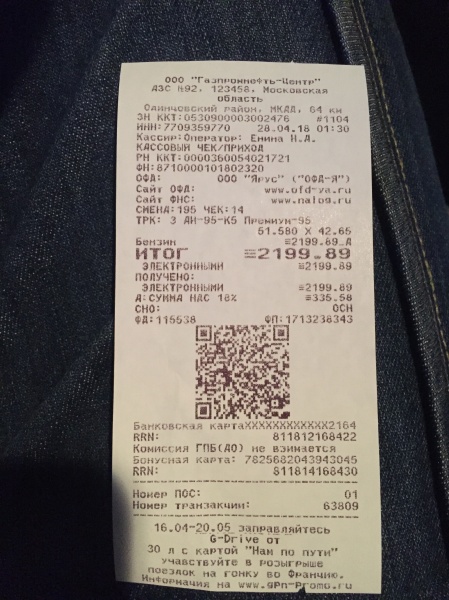 ООО "Газпромнефть-Центр"
АЗС №92, 123458, Московская
область
Одинцовский район, МКАД, 64 км
ЗН ККТ:0530900003002476 #1104
ИНН:7709359770 28.04.18 01:30
Кассир:Оператор: Енина Н.А.
КАССОВЫЙ ЧЕК/ПРИХОД
РН ККТ:0000360054021721
ФН:8710000101802320
ОФД: ООО "Ярус" ("ОФД-Я")
Сайт ОФД: www.ofd-ya.ru
Сайт ФНС: www.nalog.ru
СМЕНА:195 ЧЕК:14
ТРК: 3 АИ-95-К5 Премиум-95
51.580 X 42.65
Бензин ≡2199.89_А
ИТОГ ≡2199.89
ЭЛЕКТРОННЫМИ ≡2199.89
ПОЛУЧЕНО:
ЭЛЕКТРОННЫМИ ≡2199.89
А:СУММА НДС 18% ≡335.58
СНО: ОСН
ФД:115538 ФП:1713238343
Банковская картаXXXXXXXXXXXX2164
RRN: 811812168422
Комиссия ГПБ(АО) не взимается
Бонусная карта: 7825682043943045
RRN: 811814168430
Номер ПОС: 01
Номер транзакции: 63809
16.04-20.05 заправляйтесь
G-Drive от
30 л с картой "Нам по пути"
Учавствуйте в розыгрыше
поездок на гонку во Францию.
Информация на www.gpn-promo.ru